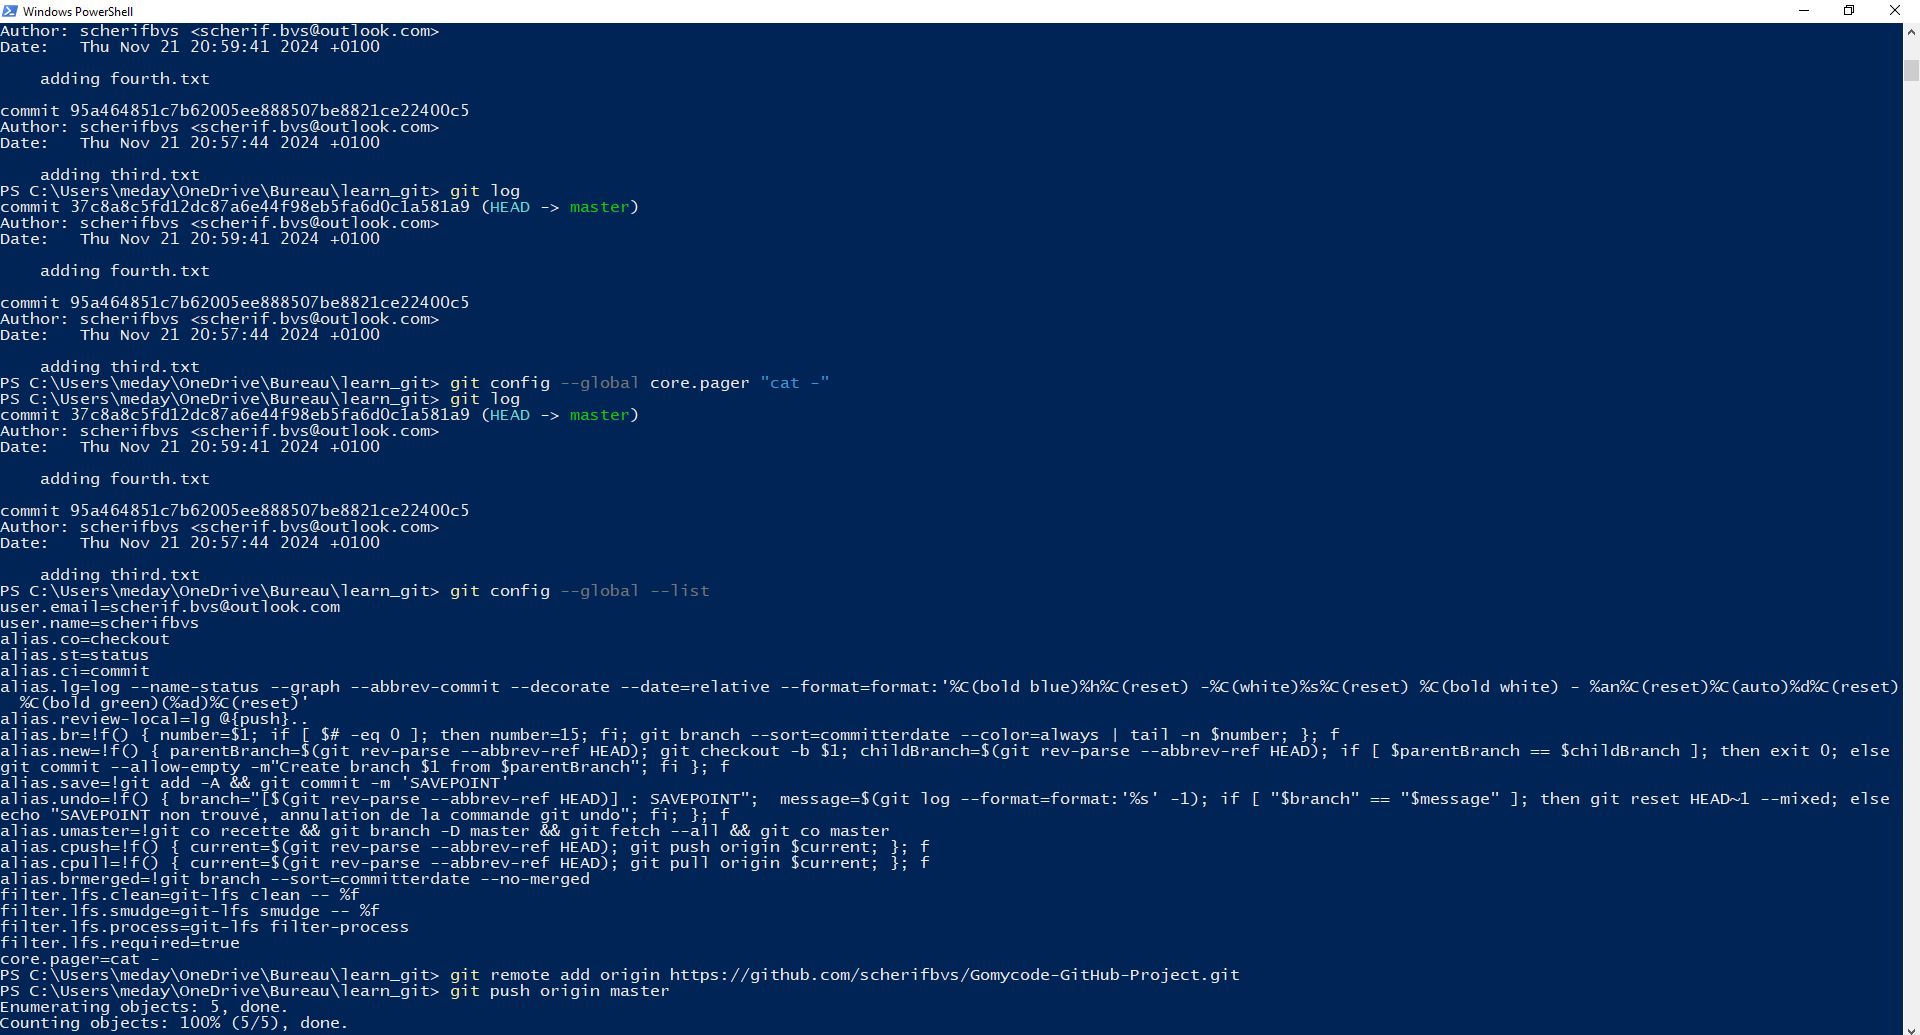 Windows PowerShell
Author: scherifbvs <scherif.bvs@outlook.com>
Date:   Thu Nov 21 20:59:41 2024 +0100
    adding fourth.txt
commit 95a464851c7b62005ee888507be8821ce22400c5
Author: scherifbvs <scherif.bvs@outlook.com>
Date:   Thu Nov 21 20:57:44 2024 +0100
    adding third.txt
PS C:\Users\meday\OneDrive\Bureau\learn_git> git log
commit 37c8a8c5fd12dc87a6e44f98eb5fa6d0c1a581a9 (HEAD -> master)
Author: scherifbvs <scherif.bvs@outlook.com>
Date:   Thu Nov 21 20:59:41 2024 +0100
    adding fourth.txt
commit 95a464851c7b62005ee888507be8821ce22400c5
Author: scherifbvs <scherif.bvs@outlook.com>
Date:   Thu Nov 21 20:57:44 2024 +0100
    adding third.txt
PS C:\Users\meday\OneDrive\Bureau\learn_git> git config --global core.pager "cat -"
PS C:\Users\meday\OneDrive\Bureau\learn_git> git log
commit 37c8a8c5fd12dc87a6e44f98eb5fa6d0c1a581a9 (HEAD -> master)
Author: scherifbvs <scherif.bvs@outlook.com>
Date:   Thu Nov 21 20:59:41 2024 +0100
    adding fourth.txt
commit 95a464851c7b62005ee888507be8821ce22400c5
Author: scherifbvs <scherif.bvs@outlook.com>
Date:   Thu Nov 21 20:57:44 2024 +0100
    adding third.txt
PS C:\Users\meday\OneDrive\Bureau\learn_git> git config --global --list
user.email=scherif.bvs@outlook.com
user.name=scherifbvs
alias.co=checkout
alias.st=status
alias.ci=commit
alias.lg=log --name-status --graph --abbrev-commit --decorate --date=relative --format=format:'%C(bold blue)%h%C(reset) -%C(white)%s%C(reset) %C(bold white) - %an%C(reset)%C(auto)%d%C(reset)
  %C(bold green)(%ad)%C(reset)'
alias.review-local=lg @{push}..
alias.br=!f() { number=$1; if [ $# -eq 0 ]; then number=15; fi; git branch --sort=committerdate --color=always | tail -n $number; }; f
alias.new=!f() { parentBranch=$(git rev-parse --abbrev-ref HEAD); git checkout -b $1; childBranch=$(git rev-parse --abbrev-ref HEAD); if [ $parentBranch == $childBranch ]; then exit 0; else
git commit --allow-empty -m"Create branch $1 from $parentBranch"; fi }; f
alias.save=!git add -A && git commit -m 'SAVEPOINT'
alias.undo=!f() { branch="[$(git rev-parse --abbrev-ref HEAD)] : SAVEPOINT";  message=$(git log --format=format:'%s' -1); if [ "$branch" == "$message" ]; then git reset HEAD~1 --mixed; else
echo "SAVEPOINT non trouvé, annulation de la commande git undo"; fi; }; f
alias.umaster=!git co recette && git branch -D master && git fetch --all && git co master
alias.cpush=!f() { current=$(git rev-parse --abbrev-ref HEAD); git push origin $current; }; f
alias.cpull=!f() { current=$(git rev-parse --abbrev-ref HEAD); git pull origin $current; }; f
alias.brmerged=!git branch --sort=committerdate --no-merged
filter.lfs.clean=git-lfs clean -- %f
filter.lfs.smudge=git-lfs smudge -- %f
filter.lfs.process=git-lfs filter-process
filter.lfs.required=true
core.pager=cat -
PS C:\Users\meday\OneDrive\Bureau\learn_git> git remote add origin https://github.com/scherifbvs/Gomycode-GitHub-Project.git
PS C:\Users\meday\OneDrive\Bureau\learn_git> git push origin master
Enumerating objects: 5, done.
Counting objects: 100% (5/5), done.